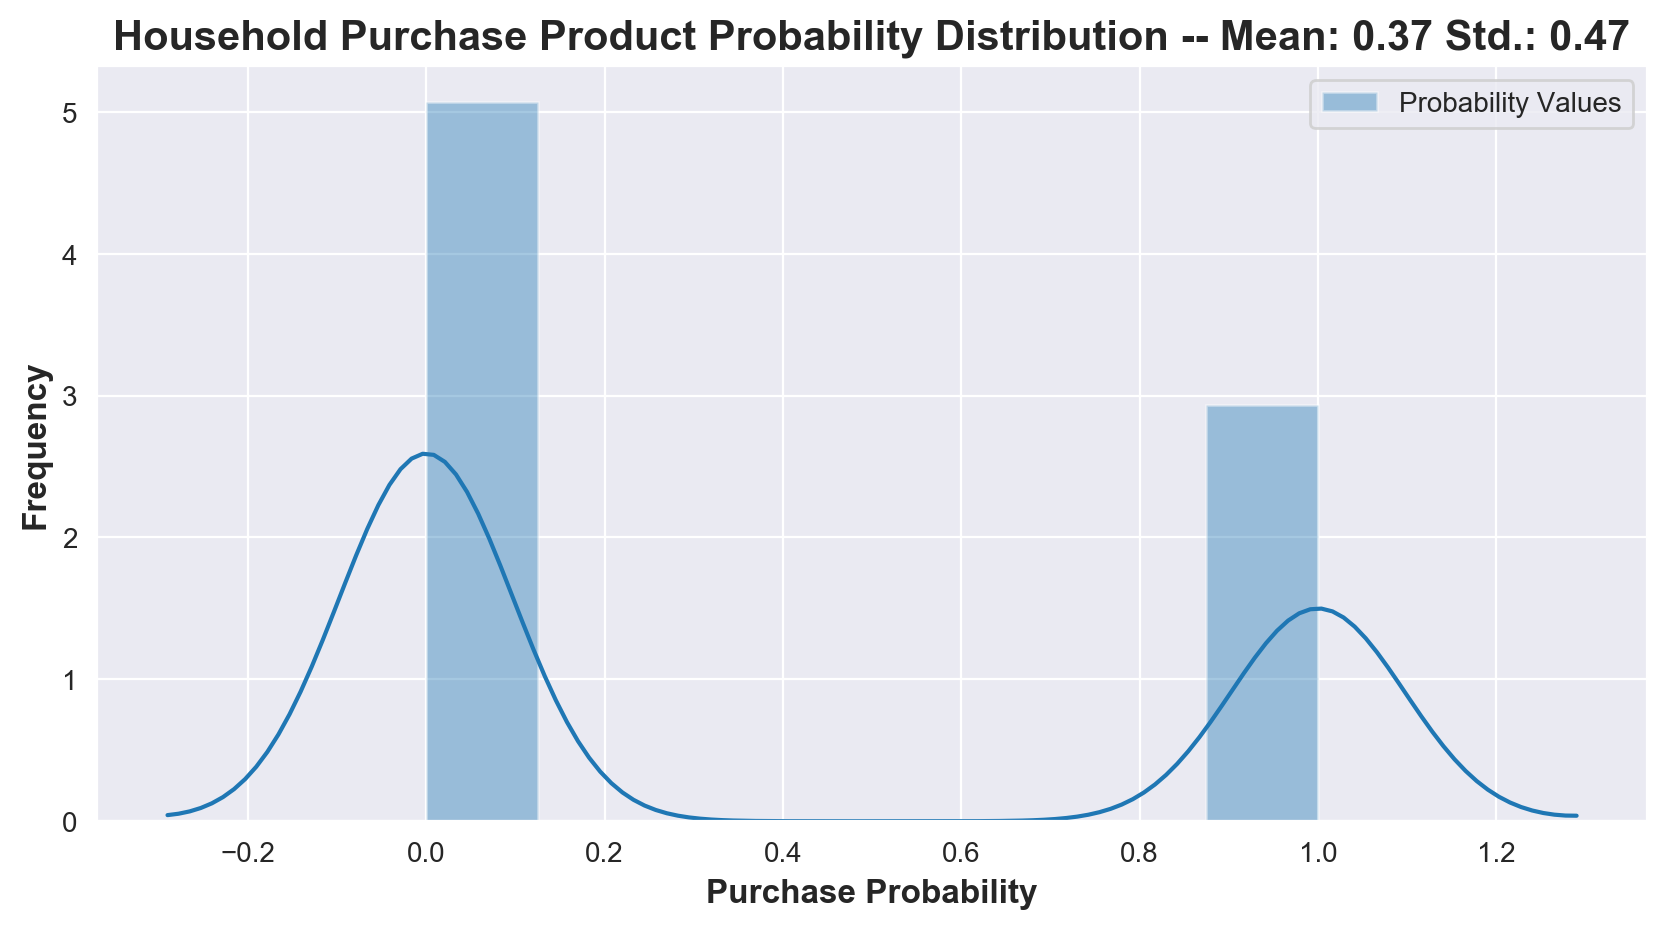 Household Purchase Product Probability Distribution -- Mean: 0.37 Std.: 0.47
Probability Values
5
4
3
2
1
0
Frequency
−0.2 0.0 0.2 0.4 0.6 0.8 1.0 1.2
Purchase Probability